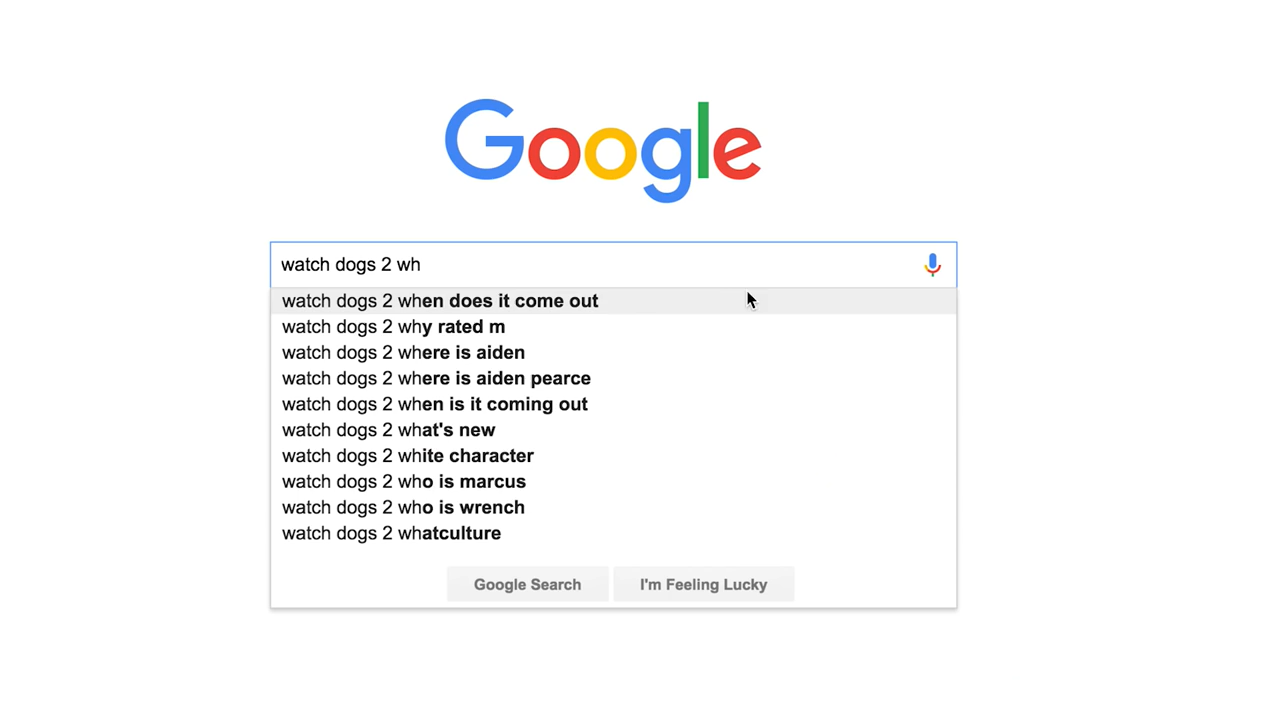 Google
watch dogs 2 wh
watch dogs 2 when does it come out
watch dogs 2 why rated m
watch dogs 2 where is aiden
watch dogs 2 where is aiden pearce
watch dogs 2 when is it coming out
watch dogs 2 what's new
watch dogs 2 white character
watch dogs 2 who is marcus
watch dogs 2 who is wrench
watch dogs 2 whatculture
Google Search I'm Feeling Lucky